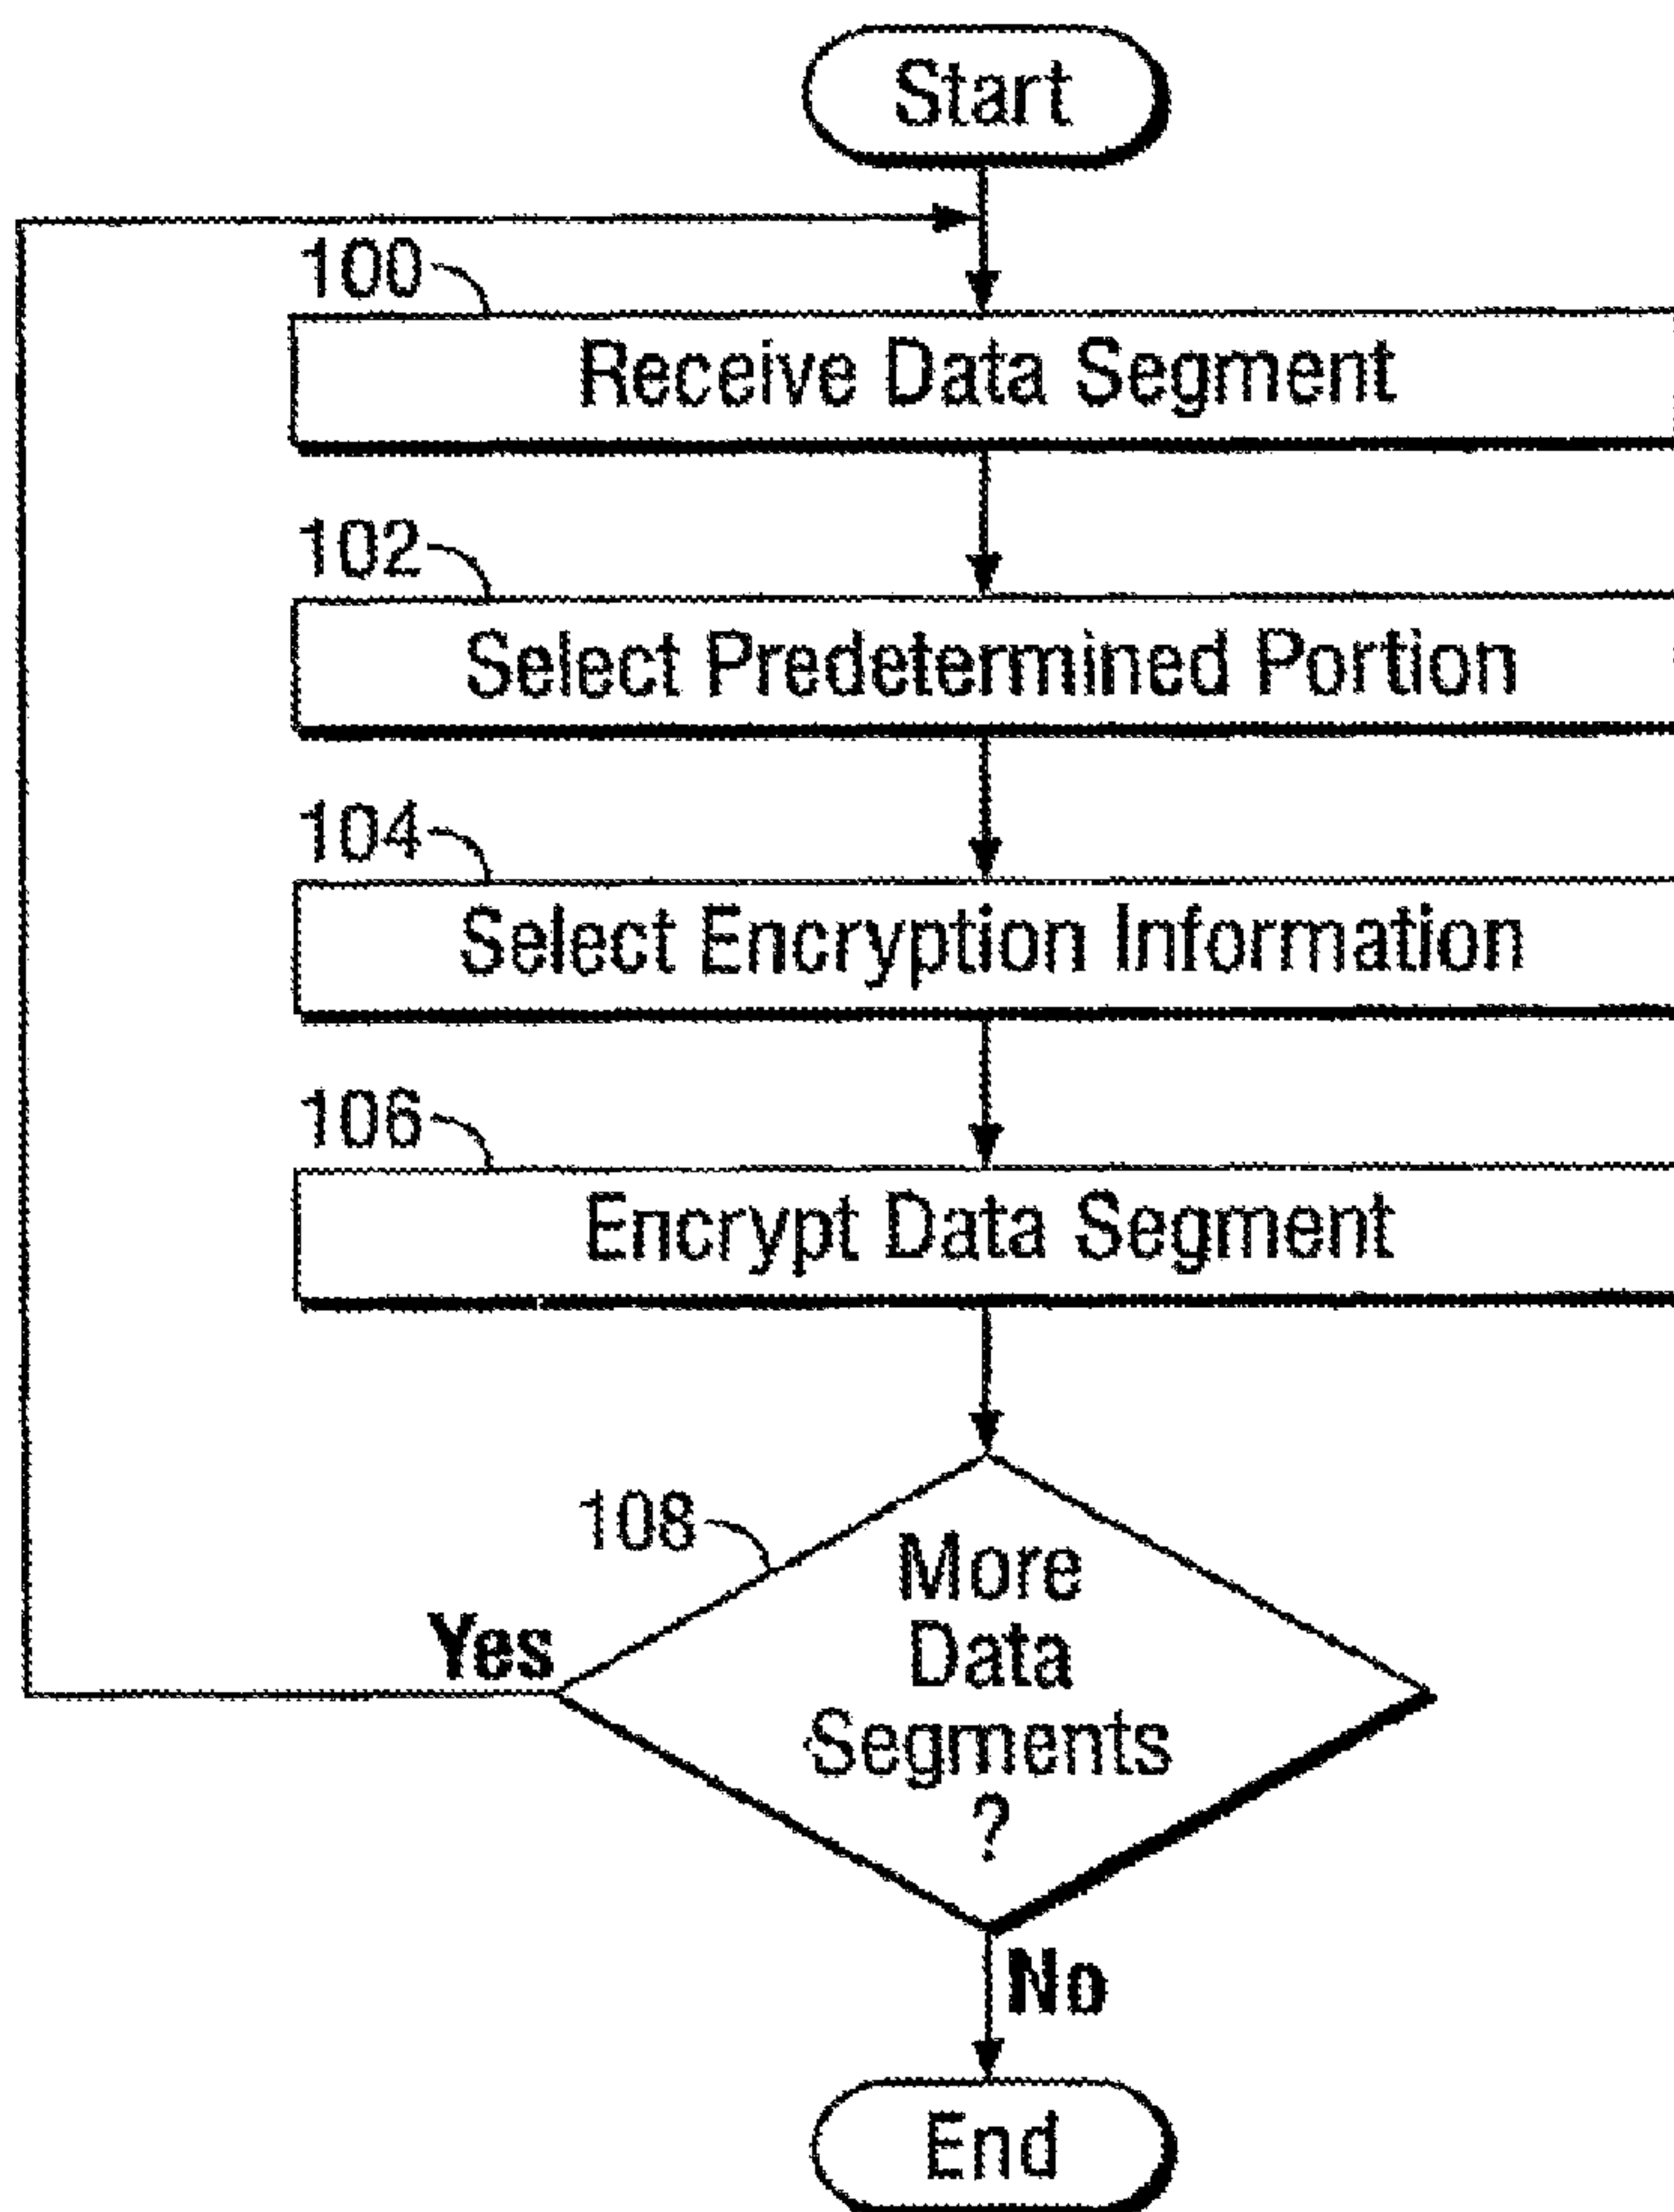 Start
100
Receive Data Segment
102
Select Predetermined Portion
104
Select Encryption Information
106
Encrypt Data Segment
108
More
Data
Segments
?
Yes
No
End